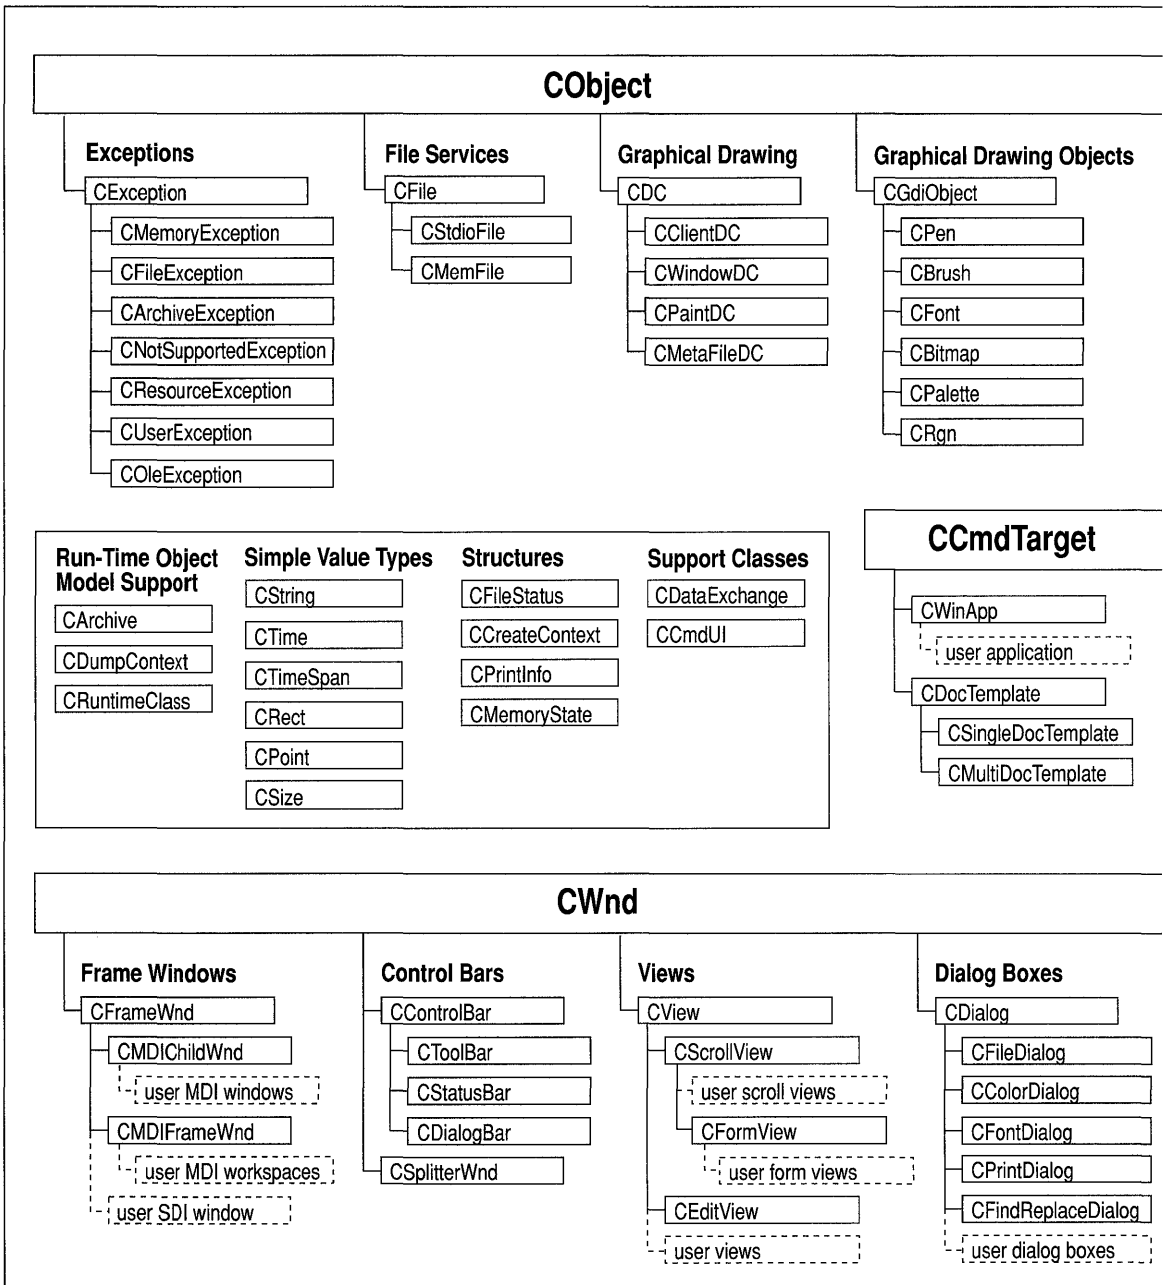 CObject
Exceptions
CException
CMemoryException
CFileException
CArchiveException
CNotSupportedException
CResourceException
CUserException
COleException
File Services
CFile
CStdioFile
CMemFile
Graphical Drawing
CDC
CClientDC
CWindowDC
CPaintDC
CMetaFileDC
Graphical Drawing Objects
CGdiObject
CPen
CBrush
CFont
CBitmap
CPalette
CRgn
Run-Time Object
Model Support
CArchive
CDumpContext
CRuntimeClass
Simple Value Types
CString
CTime
CTimeSpan
CRect
CPoint
CSize
Structures
CFileStatus
CCreateContext
CPrintInfo
CMemoryState
Support Classes
CDataExchange
CCmdUI
CCmdTarget
CWinApp
user application
CDocTemplate
CSingleDocTemplate
CMultiDocTemplate
CWnd
Frame Windows
CFrameWnd
CMDIChildWnd
user MDI windows
CMDIFrameWnd
user MDI workspaces
user SDI window
Control Bars
CControlBar
CToolBar
CStatusBar
CDialogBar
CSplitterWnd
Views
CView
CScrollView
user scroll views
CFormView
user form views
CEditView
user views
Dialog Boxes
CDialog
CFileDialog
CColorDialog
CFontDialog
CPrintDialog
CFindReplaceDialog
user dialog boxes